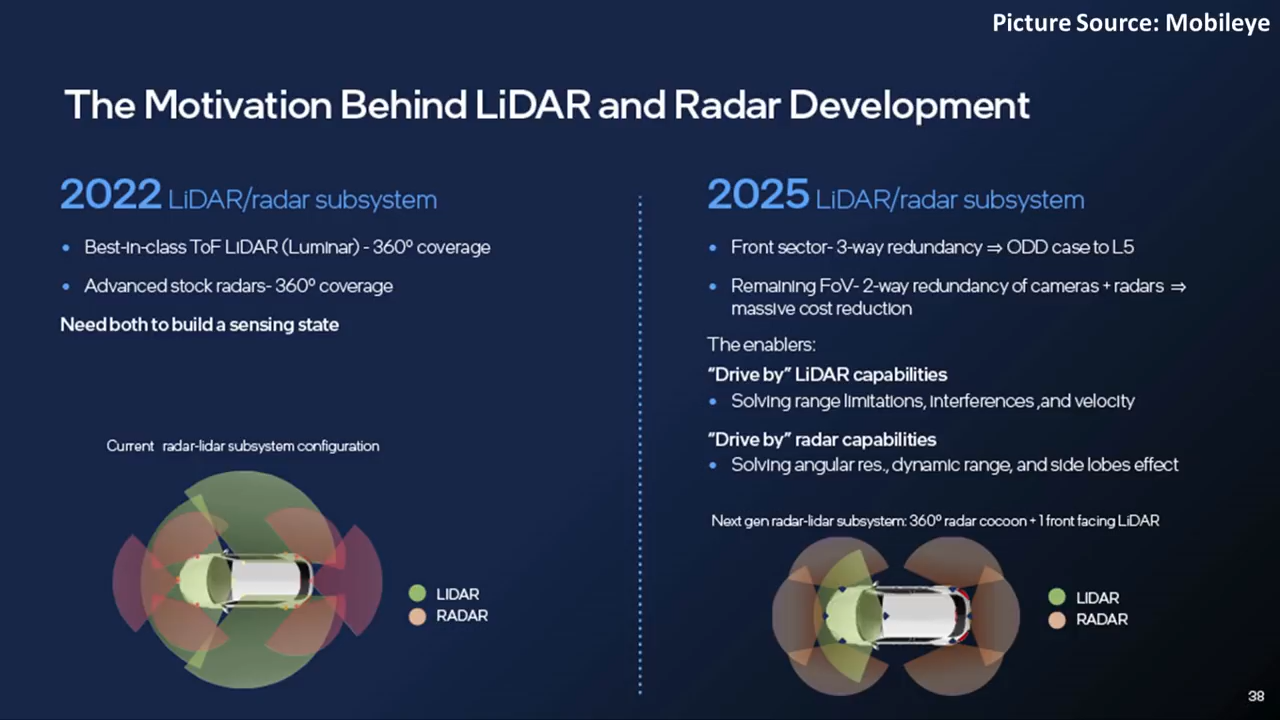 Picture Source: Mobileye
The Motivation Behind LiDAR and Radar Development
2022 LiDAR/radar subsystem
• Best-in-class ToF LiDAR (Luminar) - 360º coverage
• Advanced stock radars- 360º coverage
Need both to build a sensing state
Current radar-lidar subsystem configuration
LIDAR
RADAR
2025 LiDAR/radar subsystem
• Front sector- 3-way redundancy ⇒ ODD case to L5
• Remaining FoV- 2-way redundancy of cameras + radars ⇒
massive cost reduction
The enablers:
“Drive by” LiDAR capabilities
• Solving range limitations, interferences ,and velocity
“Drive by” radar capabilities
• Solving angular res., dynamic range, and side lobes effect
Next gen radar-lidar subsystem: 360º radar cocoon + 1 front facing LiDAR
LIDAR
RADAR
38